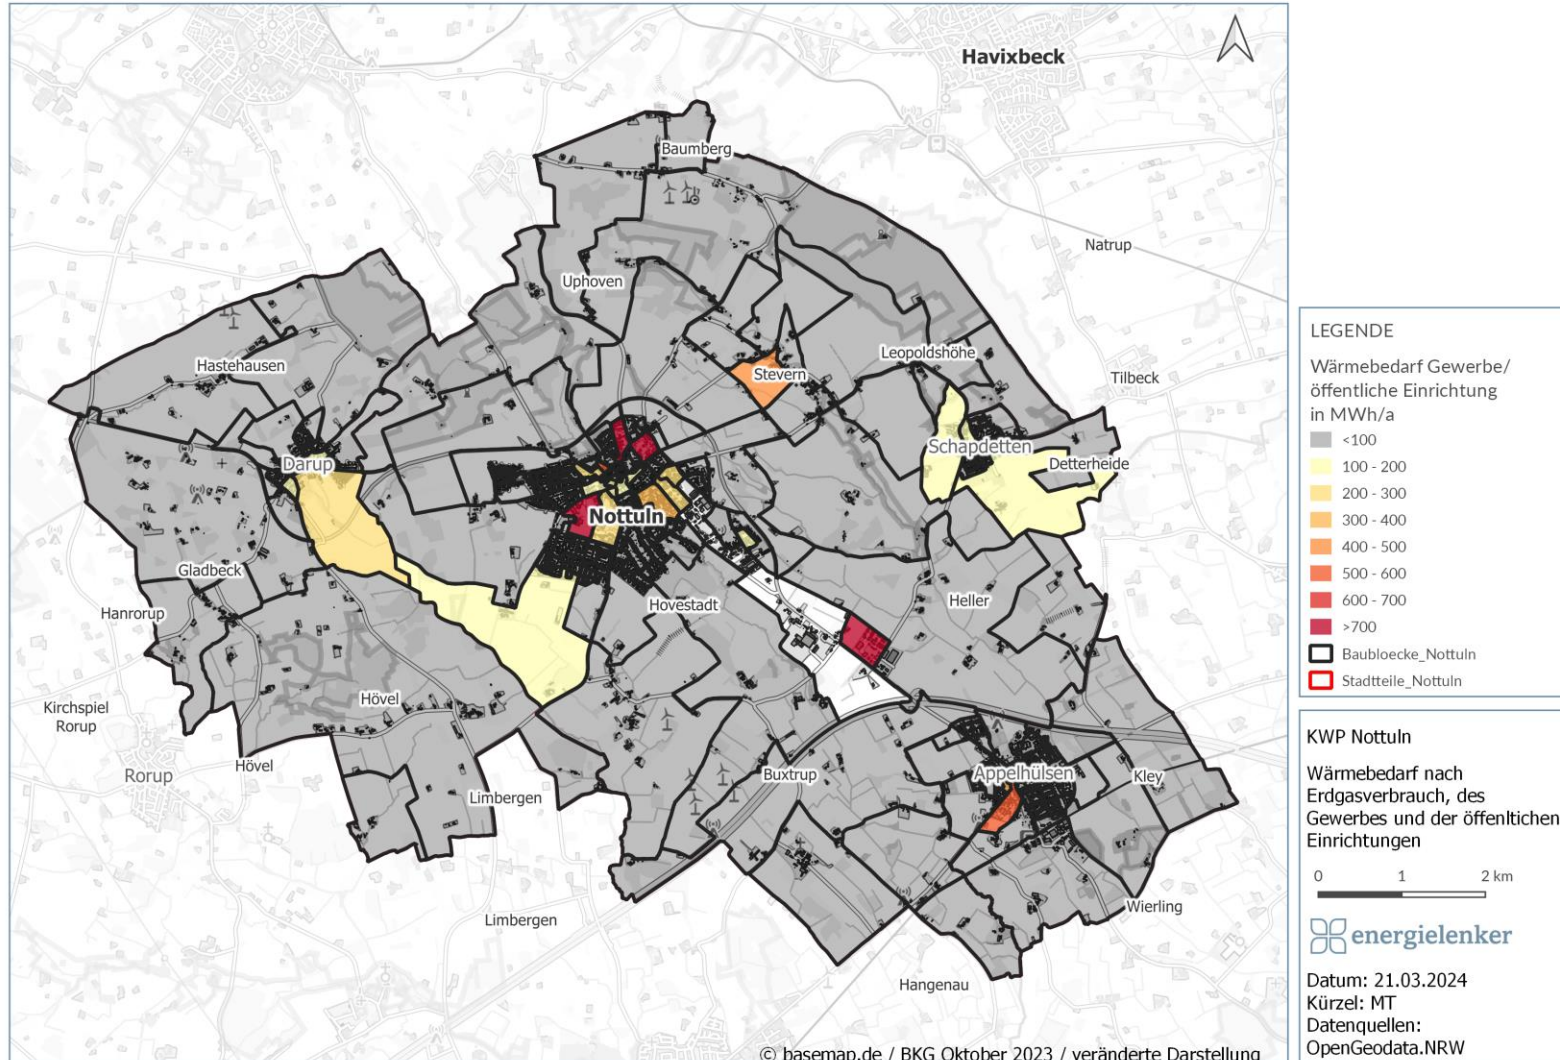 Havixbeck
Baumberg
Natrup
Uphoven
Leopoldshöhe
Hastehausen
Stevern
Tilbeck
Schapdetten
Darup
Detterheide
Nottuln
Gladbeck
Heller
Hovestadt
Hanrorup
Hövel
Kirchspiel
Rorup
Hövel
Rorup
Buxtrup
Appelhülsen
Kley
Limbergen
Wierling
Limbergen
Hangenau
© basemap.de / BKG Oktober 2023 / veränderte Darstellung
LEGENDE
Wärmebedarf Gewerbe/
öffentliche Einrichtung
in MWh/a
<100
100 - 200
200 - 300
300 - 400
400 - 500
500 - 600
600 - 700
>700
Baubloecke_Nottuln
Stadtteile_Nottuln
KWP Nottuln
Wärmebedarf nach
Erdgasverbrauch, des
Gewerbes und der öffenltichen
Einrichtungen
0 1 2 km
energielenker
Datum: 21.03.2024
Kürzel: MT
Datenquellen:
OpenGeodata.NRW